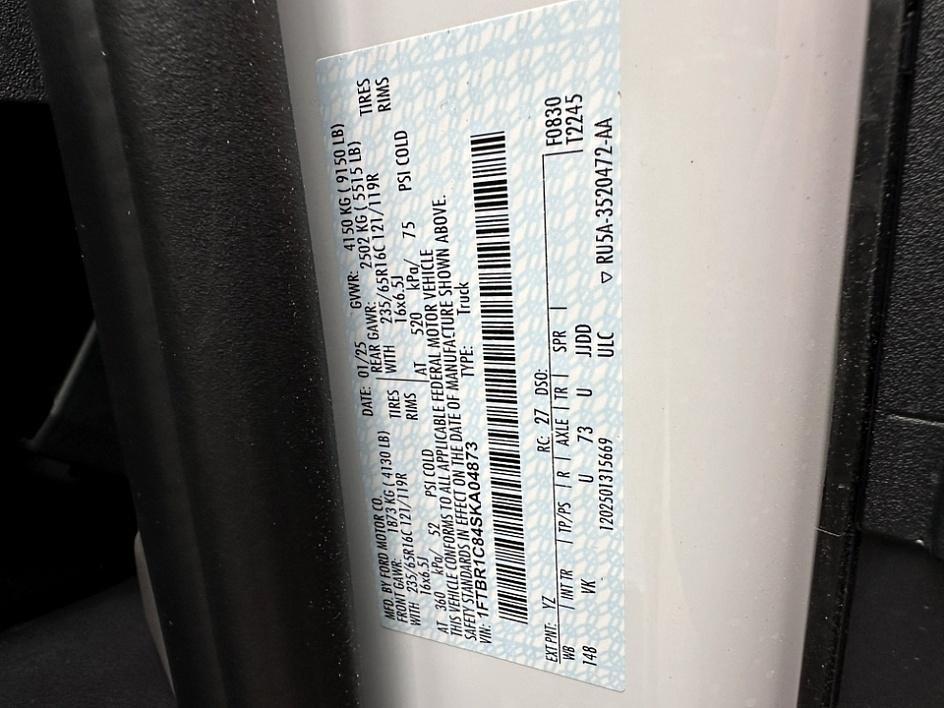 MFD. BY FORD MOTOR CO. DATE: 01/25 GVWR: 4150 KG ( 9150 LB)
FRONT GAWR: 1873 KG ( 4130 LB) REAR GAWR: 2502 KG ( 5515 LB)
WITH 235/65R16C 121/119R TIRES WITH 235/65R16C 121/119R TIRES
16x6.5J RIMS 16x6.5J RIMS
AT 360 kPa/ 52 PSI COLD AT 520 kPa/ 75 PSI COLD
THIS VEHICLE CONFORMS TO ALL APPLICABLE FEDERAL MOTOR VEHICLE
SAFETY STANDARDS IN EFFECT ON THE DATE OF MANUFACTURE SHOWN ABOVE.
VIN: 1FTBR1C84SKA04873 TYPE: Truck
F0830
T2245
EXT PNT: YZ RC: 27 DSO:
WB INT TR TP/PS R AXLE TR SPR
148 VK U 73 U JJDD
120250131566​9 ULC ▽ RU5A-3520472-AA